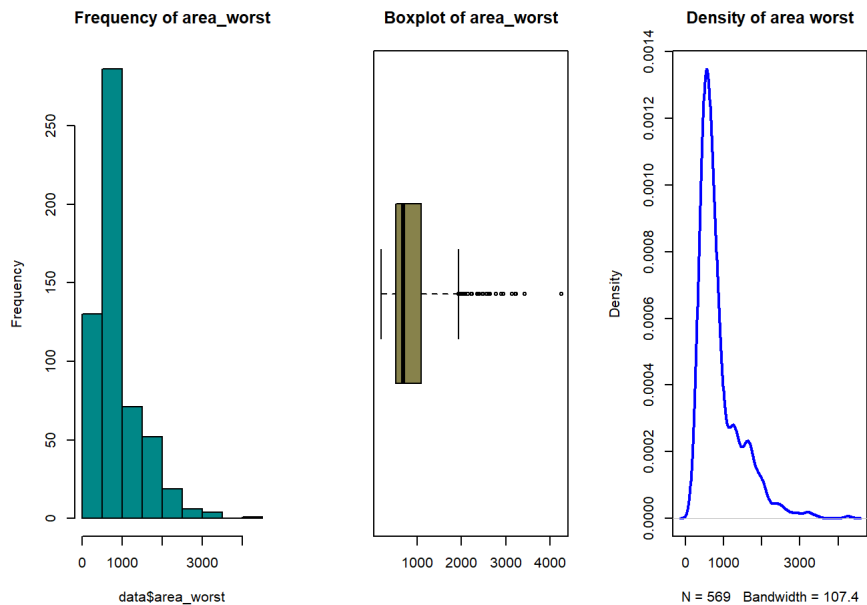 Frequency of area_worst
250
200
150
100
50
0
Frequency
0 1000 3000
data$area_worst
Boxplot of area_worst
1000 2000 3000 4000
Density of area worst
0.0014
0.0012
0.0010
0.0008
0.0006
0.0004
0.0002
0.0000
Density
0 1000 3000
N = 569 Bandwidth = 107.4